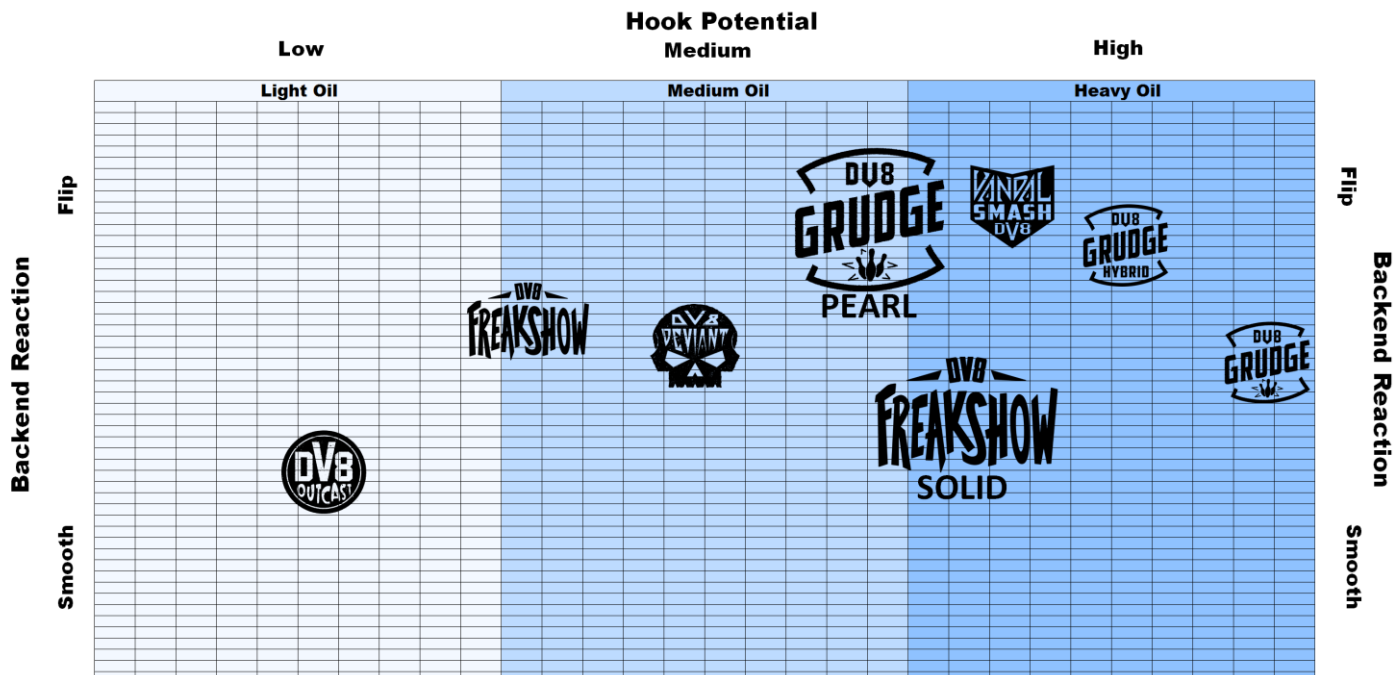 Hook Potential
Low
Medium
High
Light Oil
Medium Oil
Heavy Oil
Flip
Flip
Backend Reaction
Backend Reaction
Smooth
Smooth
DV8
GRUDGE
PEARL
VANDAL
SMASH
DV8
DV8
GRUDGE
HYBRID
DV8
FREAKSHOW
DV8
DEVIANT
DV8
GRUDGE
DV8
FREAKSHOW
SOLID
DV8
OUTCAST